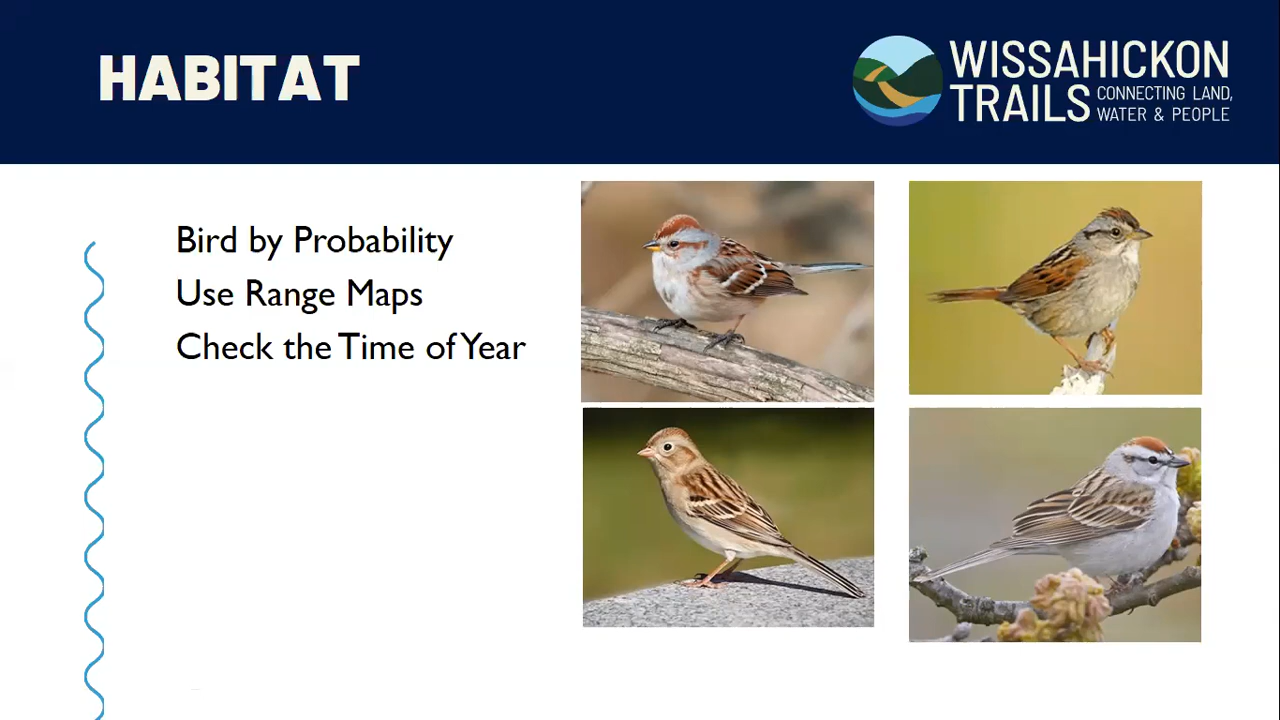 HABITAT
WISSAHICKON
TRAILS CONNECTING LAND,
WATER & PEOPLE
Bird by Probability
Use Range Maps
Check the Time of Year